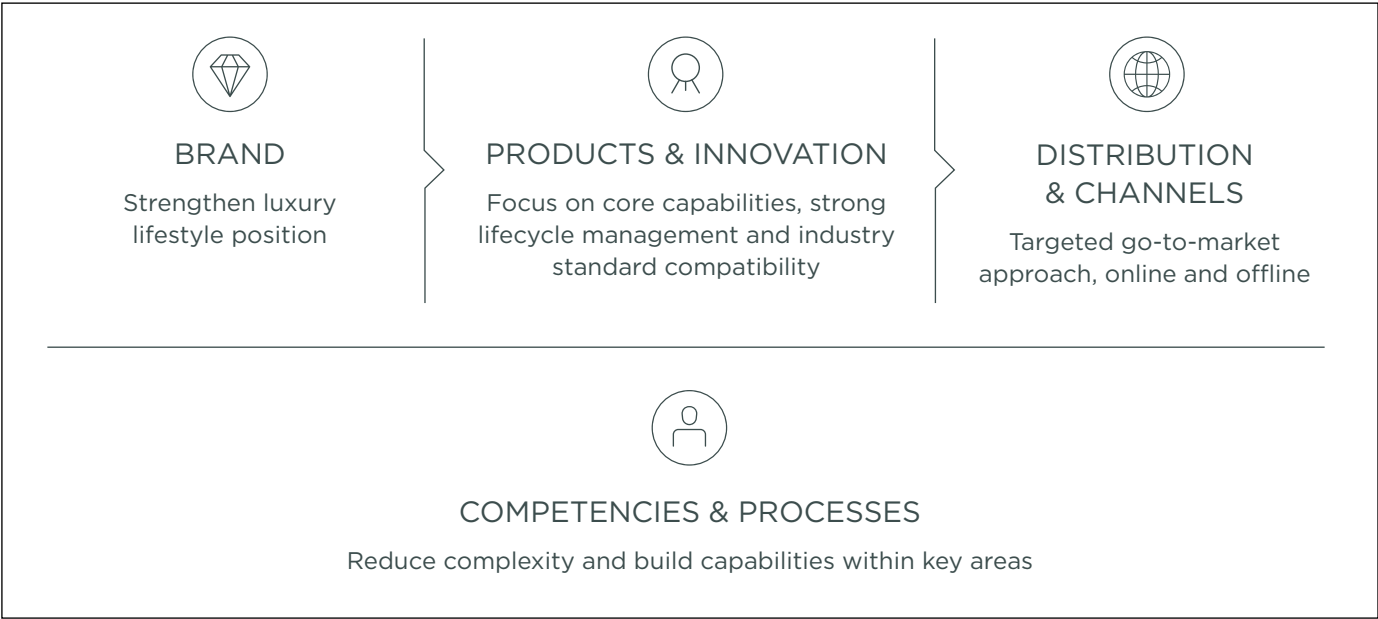 BRAND
Strengthen luxury
lifestyle position
PRODUCTS & INNOVATION
Focus on core capabilities, strong
lifecycle management and industry
standard compatibility
DISTRIBUTION
& CHANNELS
Targeted go-to-market
approach, online and offline
COMPETENCIES & PROCESSES
Reduce complexity and build capabilities within key areas